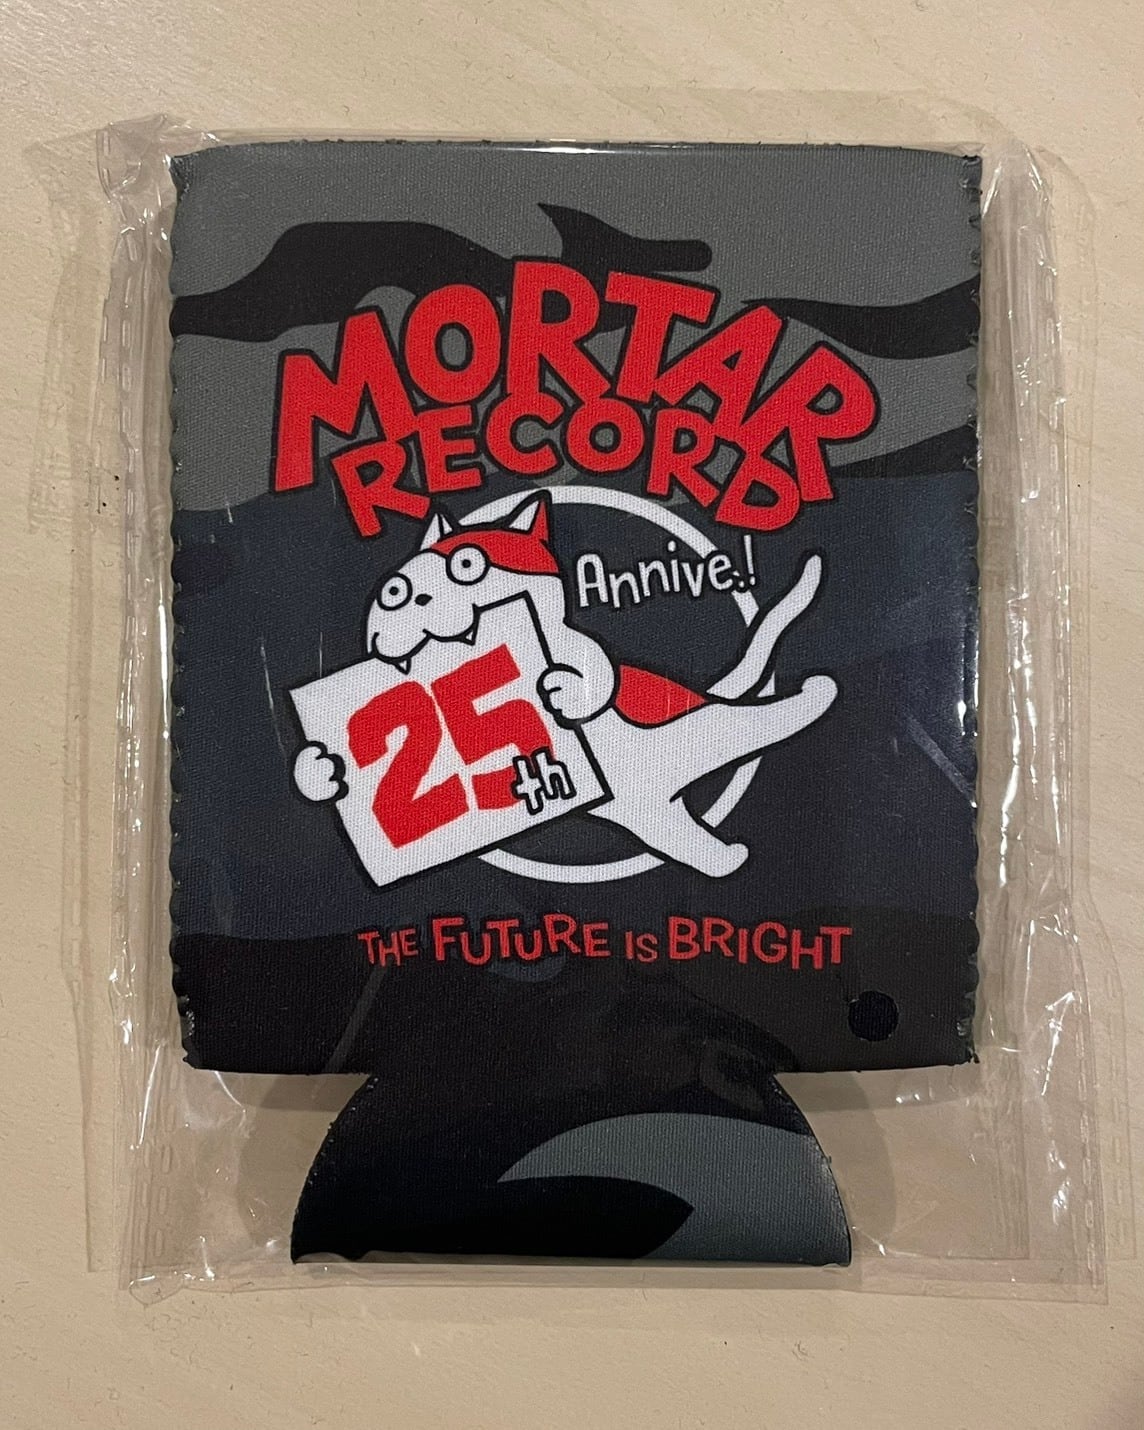 MORTAR
RECORD
Annive.!
25th
THE FUTURE IS BRIGHT